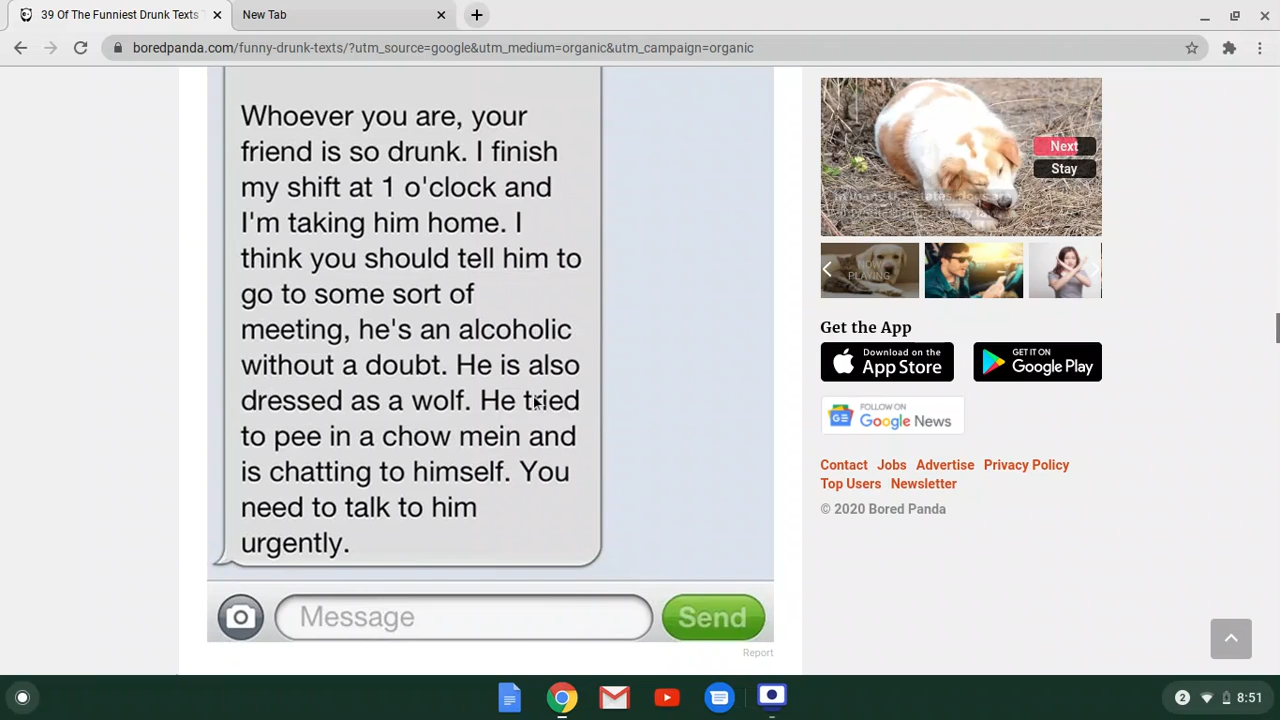 39 Of The Funniest Drunk Texts
New Tab
boredpanda.com/funny-drunk-texts/?utm_source=google&utm_medium=organic&utm_campaign=organic
Whoever you are, your
friend is so drunk. I finish
my shift at 1 o'clock and
I'm taking him home. I
think you should tell him to
go to some sort of
meeting, he's an alcoholic
without a doubt. He is also
dressed as a wolf. He tried
to pee in a chow mein and
is chatting to himself. You
need to talk to him
urgently.
Message
Send
Report
Next
Stay
NOW
PLAYING
Get the App
Download on the
App Store
GET IT ON
Google Play
FOLLOW ON
Google News
Contact Jobs Advertise Privacy Policy
Top Users Newsletter
© 2020 Bored Panda
2
8:51